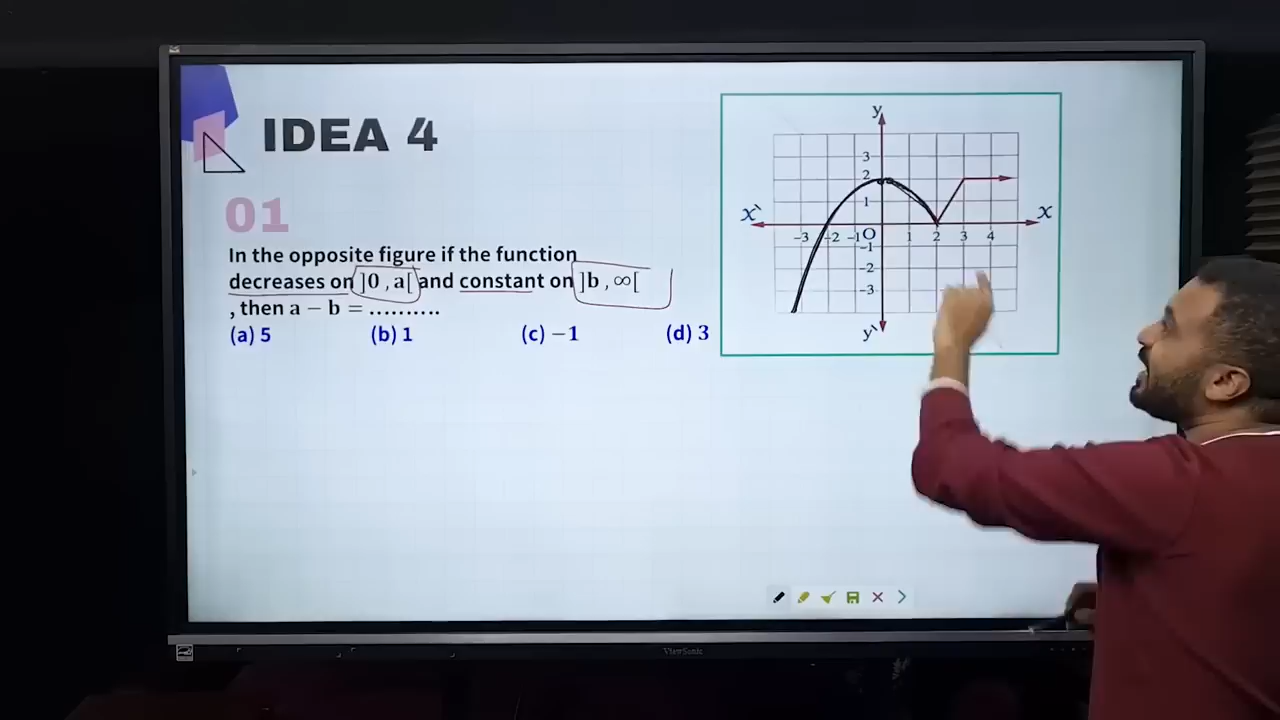 IDEA 4
01
In the opposite figure if the function
decreases on ]0 , a[ and constant on ]b , ∞[
, then a − b = ..........
(a) 5 (b) 1 (c) −1 (d) 3
y
3
2
1
x` −3 −2 −1 O 1 2 3 4 x
−1
−2
−3
y`
ViewSonic